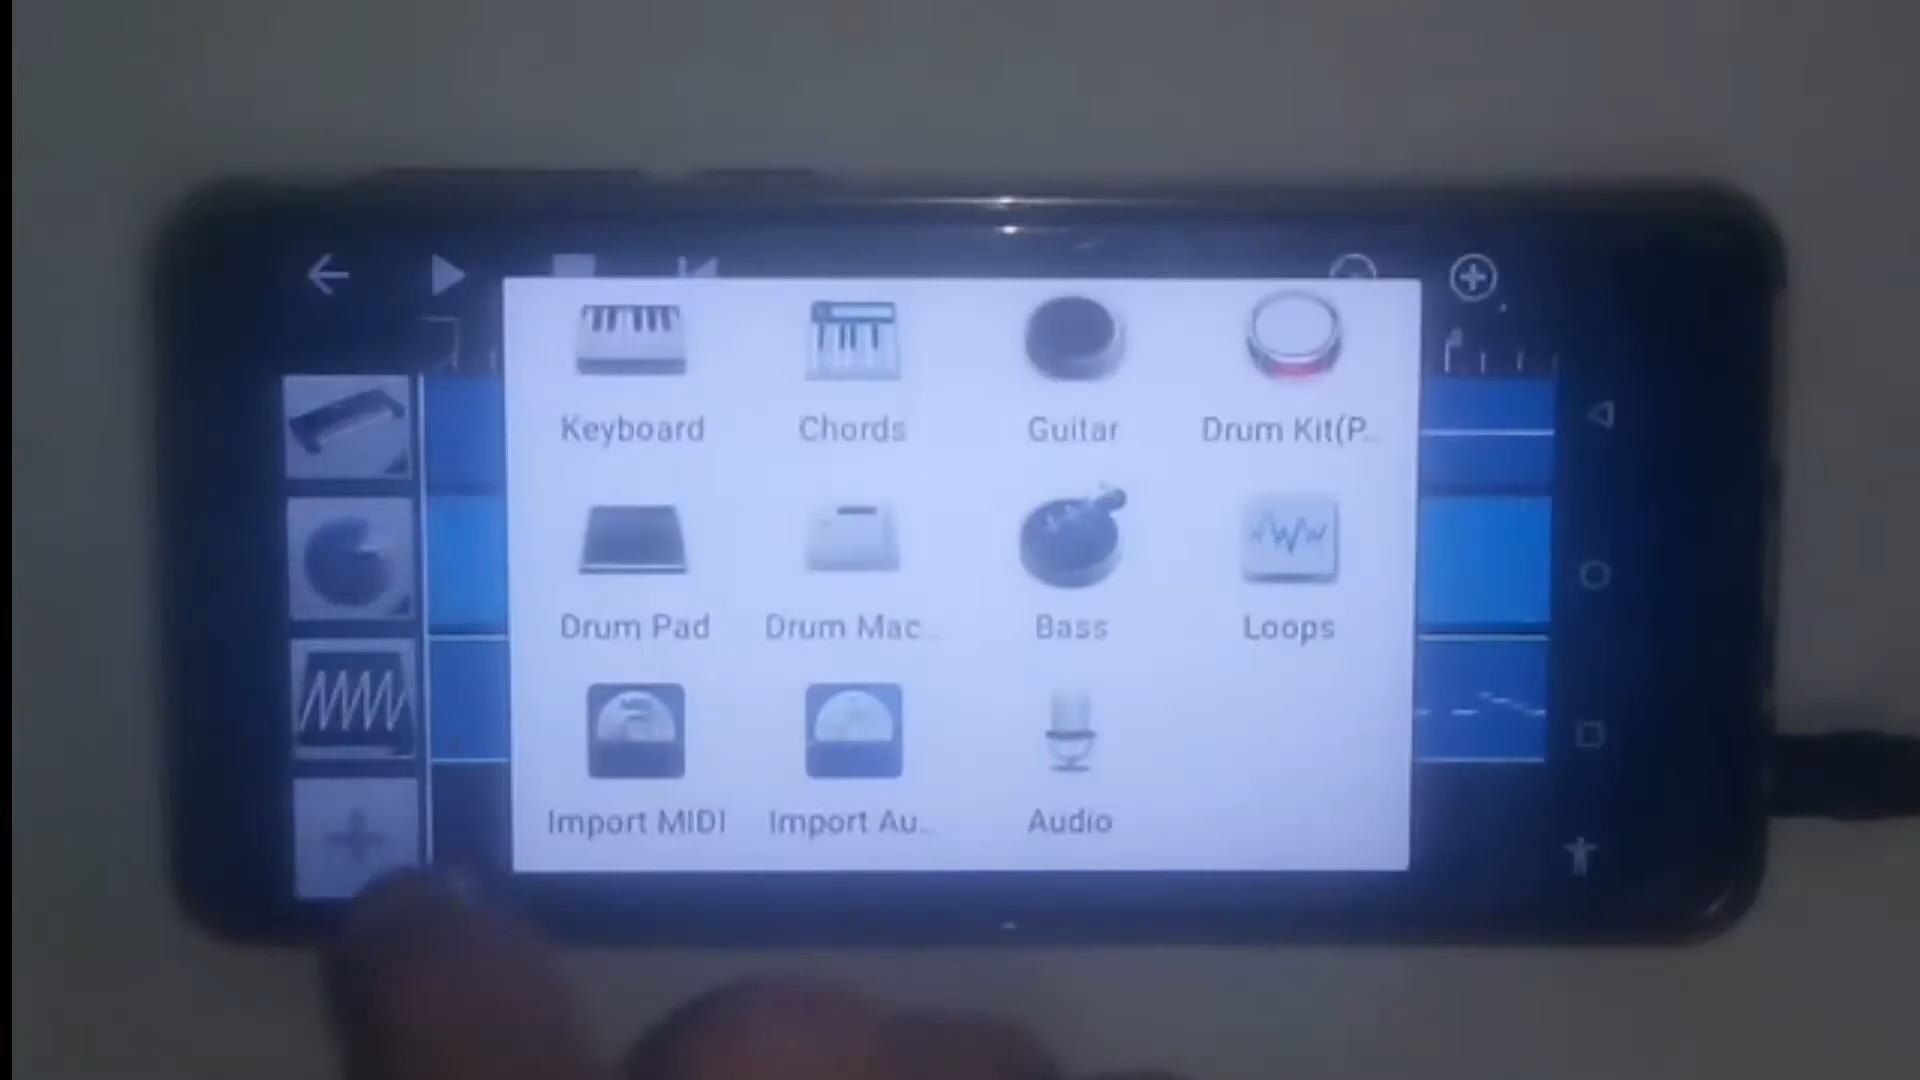 Keyboard Chords Guitar Drum Kit(P..
Drum Pad Drum Mac.. Bass Loops
Import MIDI Import Au.. Audio